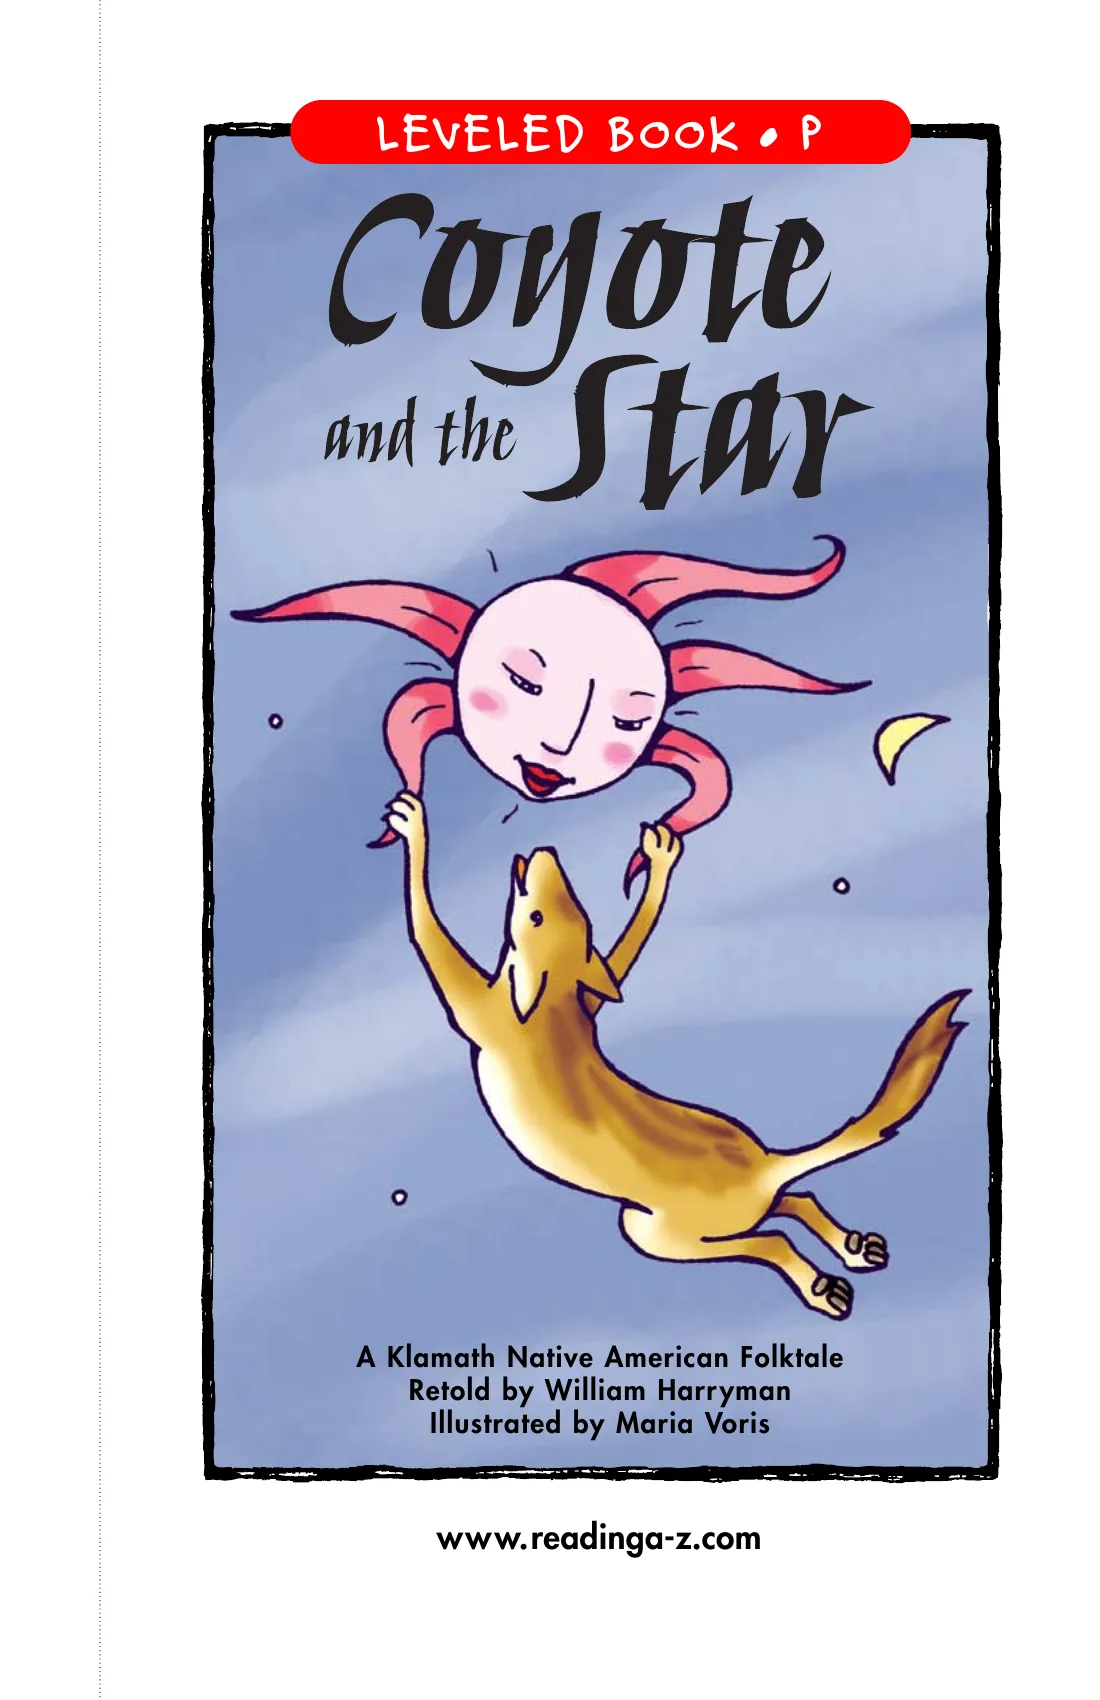 LEVELED BOOK • P
Coyote
and the Star
A Klamath Native American Folktale
Retold by William Harryman
Illustrated by Maria Voris
www.readinga-z.com